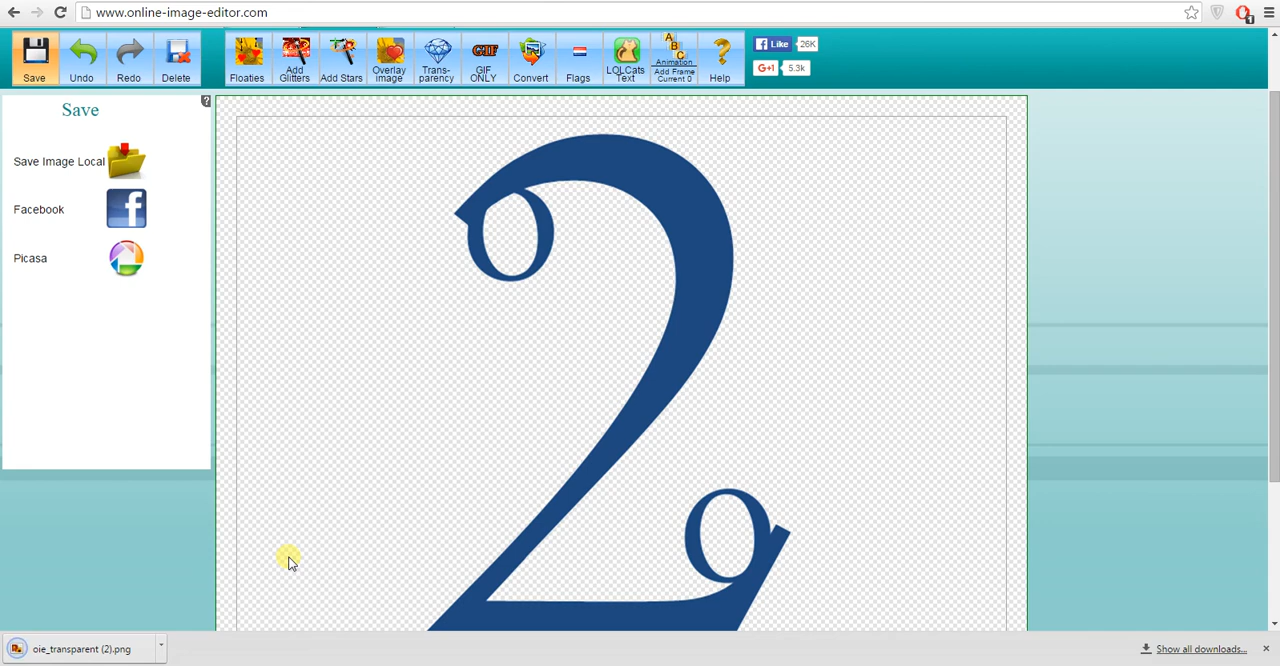 www.online-image-editor.com
Save
Undo
Redo
Delete
Floaties
Add
Glitters
Add Stars
Overlay
Image
Trans-
parency
GIF
GIF
ONLY
Convert
Flags
LOLCats
Text
A
B
C
Animation
Add Frame
Current 0
?
Help
f Like 26K
G+1 5.3k
Save
?
Save Image Local
Facebook
f
Picasa
2
oie_transparent (2).png
Show all downloads...